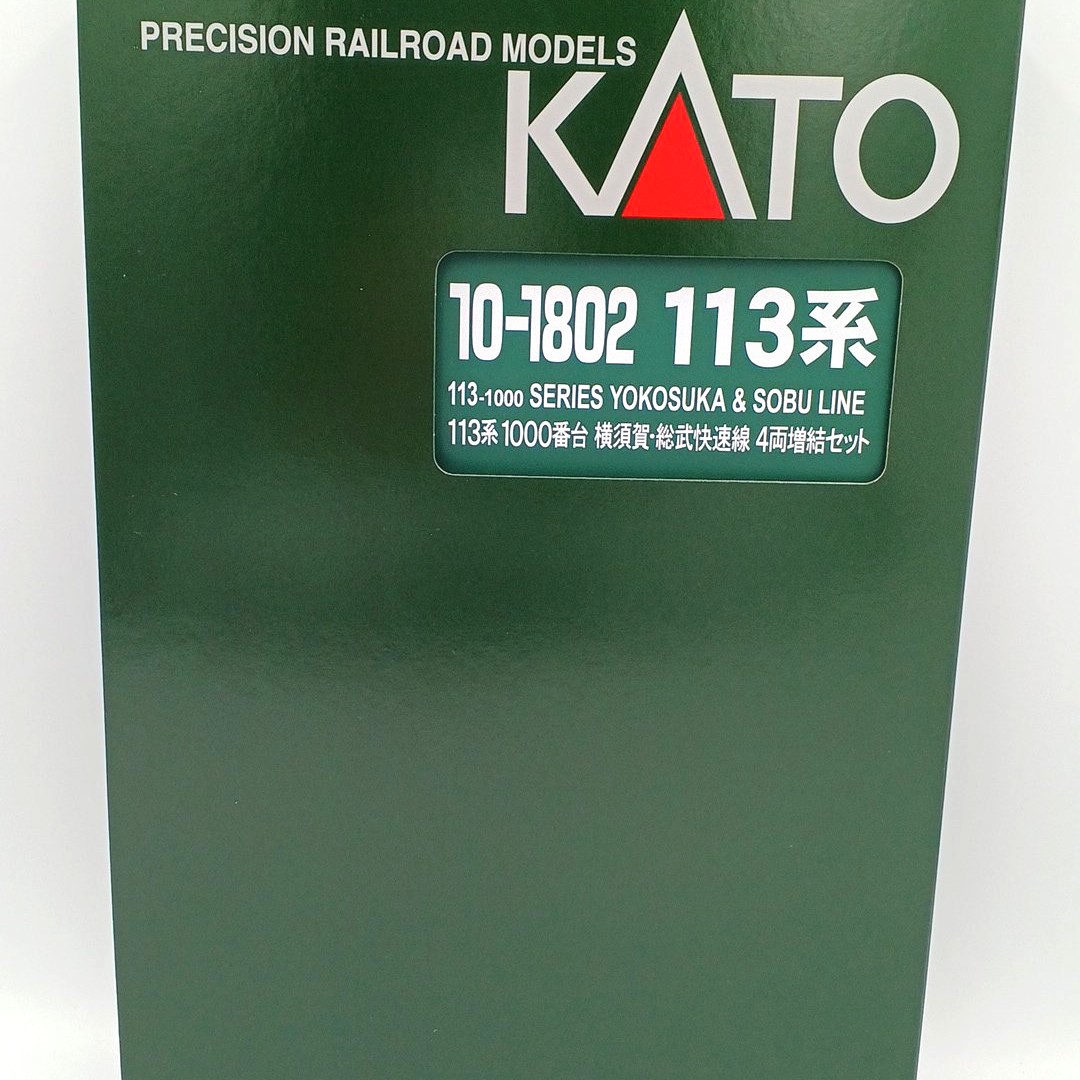 PRECISION RAILROAD MODELS
KATO
10-1802 113系
113-1000 SERIES YOKOSUKA & SOBU LINE
113系1000番台 横須賀・総武快速線 4両増結セット